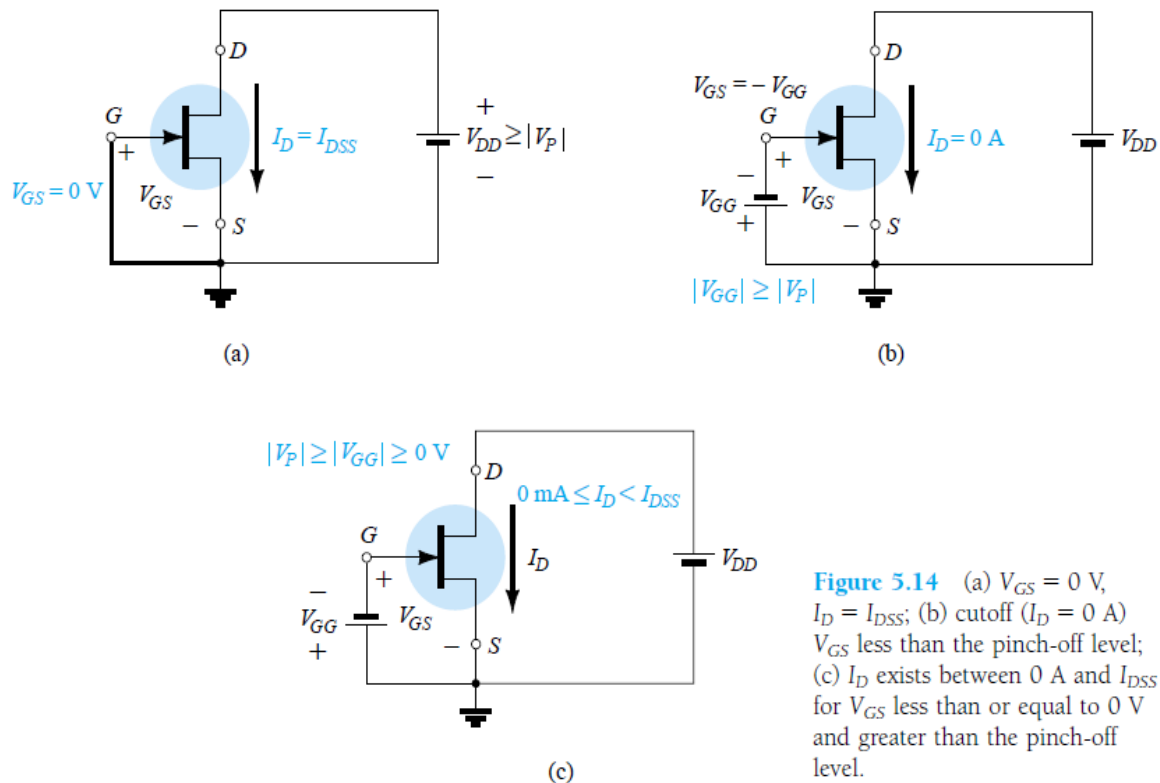 D
G
+
I_D = I_DSS
+
V_DD ≥ |V_P|
−
V_GS = 0 V
V_GS
−
S
(a)
D
V_GS = − V_GG
G
−
+
I_D = 0 A
V_DD
V_GG
V_GS
+
−
S
|V_GG| ≥ |V_P|
(b)
|V_P| ≥ |V_GG| ≥ 0 V
D
0 mA ≤ I_D < I_DSS
G
−
+
I_D
V_DD
V_GG
V_GS
+
−
S
(c)
Figure 5.14 (a) V_GS = 0 V,
I_D = I_DSS; (b) cutoff (I_D = 0 A)
V_GS less than the pinch-off level;
(c) I_D exists between 0 A and I_DSS
for V_GS less than or equal to 0 V
and greater than the pinch-off
level.